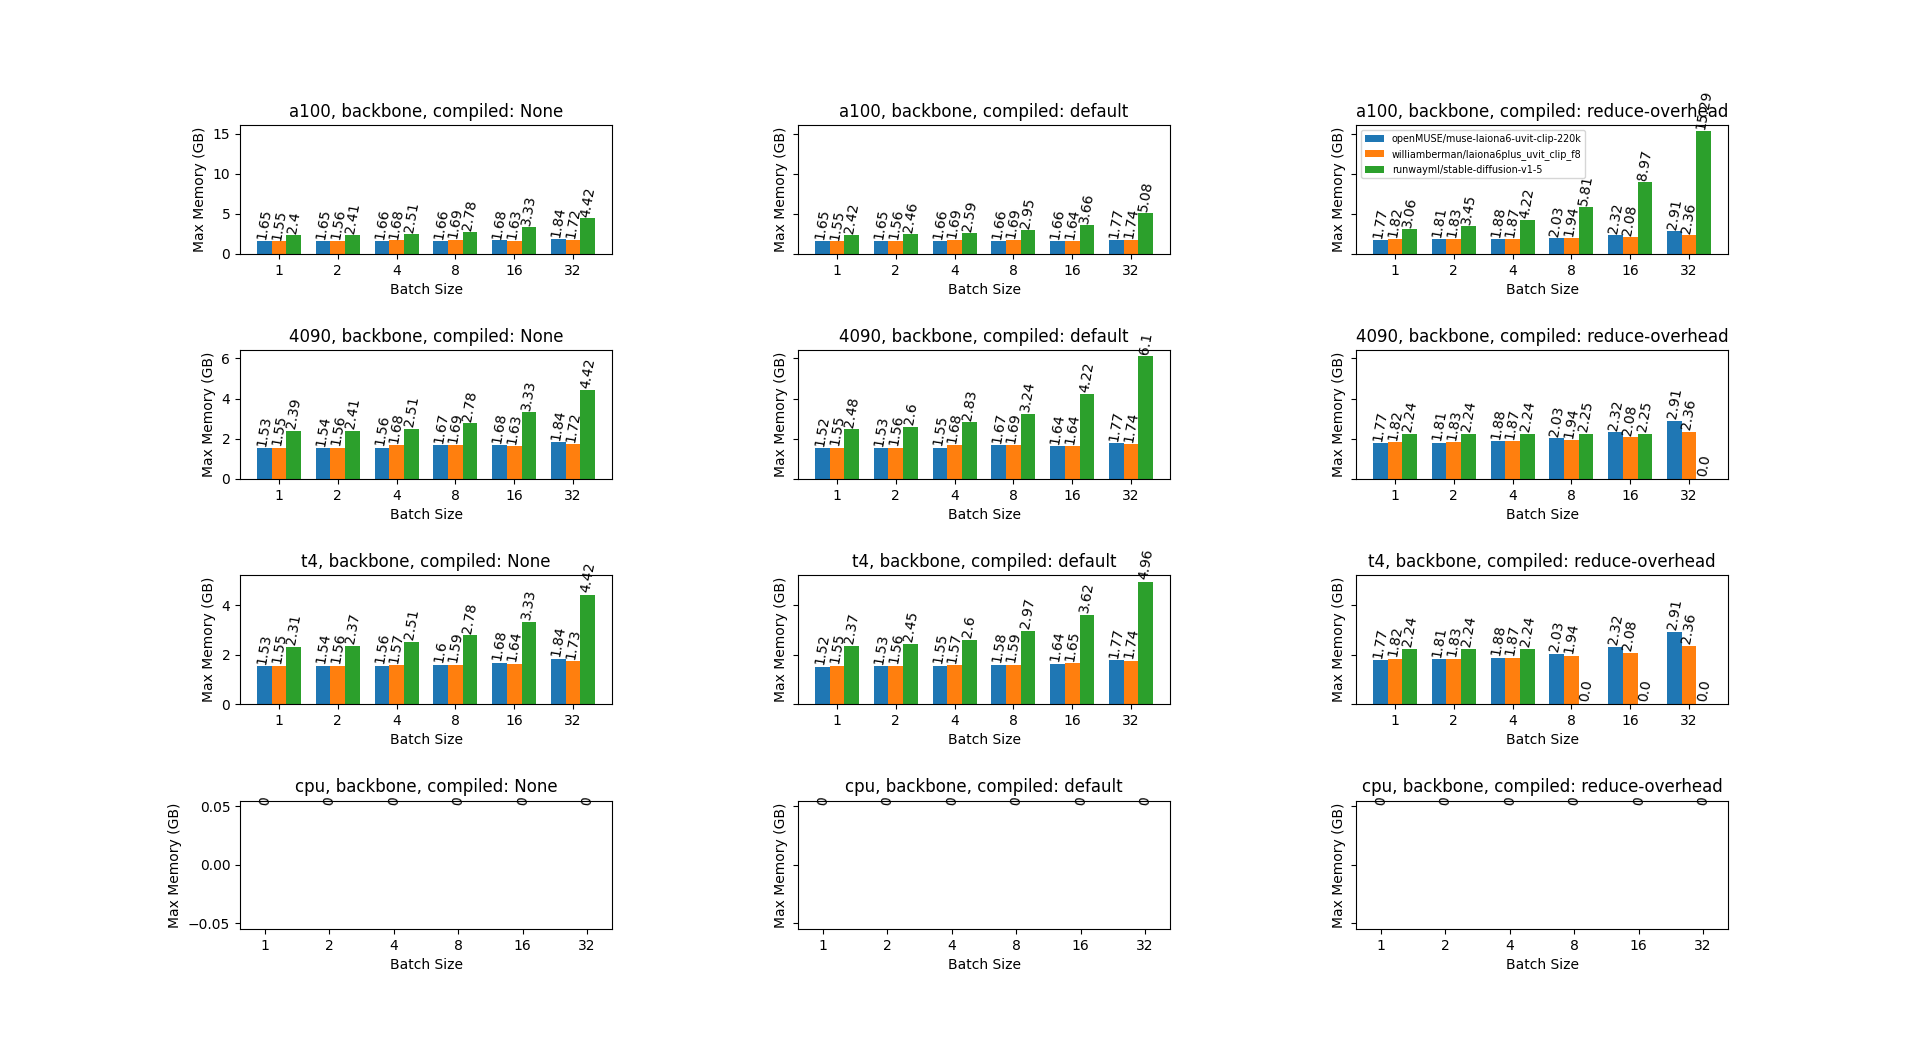 a100, backbone, compiled: None
Max Memory (GB)
15
10
5
0
1.65 1.55 2.4 1.65 1.56 2.41 1.66 1.68 2.51 1.66 1.69 2.78 1.68 1.63 3.33 1.84 1.72 4.42
1 2 4 8 16 32
Batch Size
a100, backbone, compiled: default
Max Memory (GB)
1.65 1.55 2.42 1.65 1.56 2.46 1.66 1.69 2.59 1.66 1.69 2.95 1.66 1.64 3.66 1.77 1.74 5.08
1 2 4 8 16 32
Batch Size
a100, backbone, compiled: reduce-overhead
Max Memory (GB)
openMUSE/muse-laiona6-uvit-clip-220k
williamberman/laiona6plus_uvit_clip_f8
runwayml/stable-diffusion-v1-5
1.77 1.82 3.06 1.81 1.83 3.45 1.88 1.87 4.22 2.03 1.94 5.81 2.32 2.08 8.97 2.91 2.36
1 2 4 8 16 32
Batch Size
4090, backbone, compiled: None
Max Memory (GB)
6
4
2
0
1.53 1.55 2.39 1.54 1.56 2.41 1.56 1.68 2.51 1.67 1.69 2.78 1.68 1.63 3.33 1.84 1.72 4.42
1 2 4 8 16 32
Batch Size
4090, backbone, compiled: default
Max Memory (GB)
1.52 1.55 2.48 1.53 1.56 2.6 1.55 1.68 2.83 1.67 1.69 3.24 1.64 1.64 4.22 1.77 1.74 6.1
1 2 4 8 16 32
Batch Size
4090, backbone, compiled: reduce-overhead
Max Memory (GB)
1.77 1.82 2.24 1.81 1.83 2.24 1.88 1.87 2.24 2.03 1.94 2.25 2.32 2.08 2.25 2.91 2.36 0.0
1 2 4 8 16 32
Batch Size
t4, backbone, compiled: None
Max Memory (GB)
4
2
0
1.53 1.55 2.31 1.54 1.56 2.37 1.56 1.57 2.51 1.6 1.59 2.78 1.68 1.64 3.33 1.84 1.73 4.42
1 2 4 8 16 32
Batch Size
t4, backbone, compiled: default
Max Memory (GB)
1.52 1.55 2.37 1.53 1.56 2.45 1.55 1.57 2.6 1.58 1.59 2.97 1.64 1.65 3.62 1.77 1.74 4.96
1 2 4 8 16 32
Batch Size
t4, backbone, compiled: reduce-overhead
Max Memory (GB)
1.77 1.82 2.24 1.81 1.83 2.24 1.88 1.87 2.24 2.03 1.94 0.0 2.32 2.08 0.0 2.91 2.36 0.0
1 2 4 8 16 32
Batch Size
cpu, backbone, compiled: None
Max Memory (GB)
0.05
0.00
−0.05
0 0 0 0 0 0
1 2 4 8 16 32
Batch Size
cpu, backbone, compiled: default
Max Memory (GB)
0 0 0 0 0 0
1 2 4 8 16 32
Batch Size
cpu, backbone, compiled: reduce-overhead
Max Memory (GB)
0 0 0 0 0 0
1 2 4 8 16 32
Batch Size